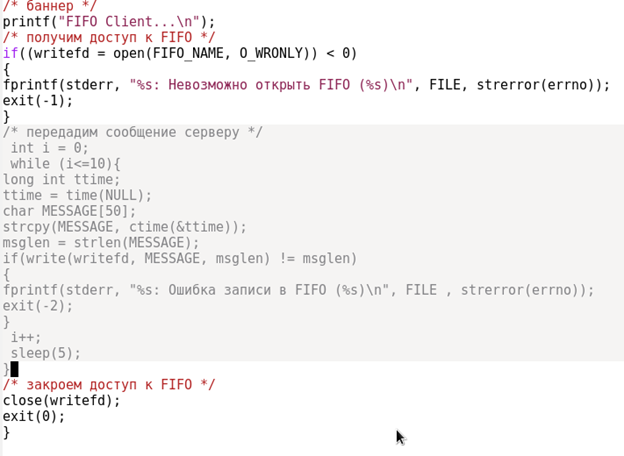 /* баннер */
printf("FIFO Client...\n");
/* получим доступ к FIFO */
if((writefd = open(FIFO_NAME, O_WRONLY)) < 0)
{
fprintf(stderr, "%s: Невозможно открыть FIFO (%s)\n", FILE, strerror(errno));
exit(-1);
}
/* передадим сообщение серверу */
int i = 0;
while (i<=10){
long int ttime;
ttime = time(NULL);
char MESSAGE[50];
strcpy(MESSAGE, ctime(&ttime));
msglen = strlen(MESSAGE);
if(write(writefd, MESSAGE, msglen) != msglen)
{
fprintf(stderr, "%s: Ошибка записи в FIFO (%s)\n", FILE , strerror(errno));
exit(-2);
}
i++;
sleep(5);
}
/* закроем доступ к FIFO */
close(writefd);
exit(0);
}